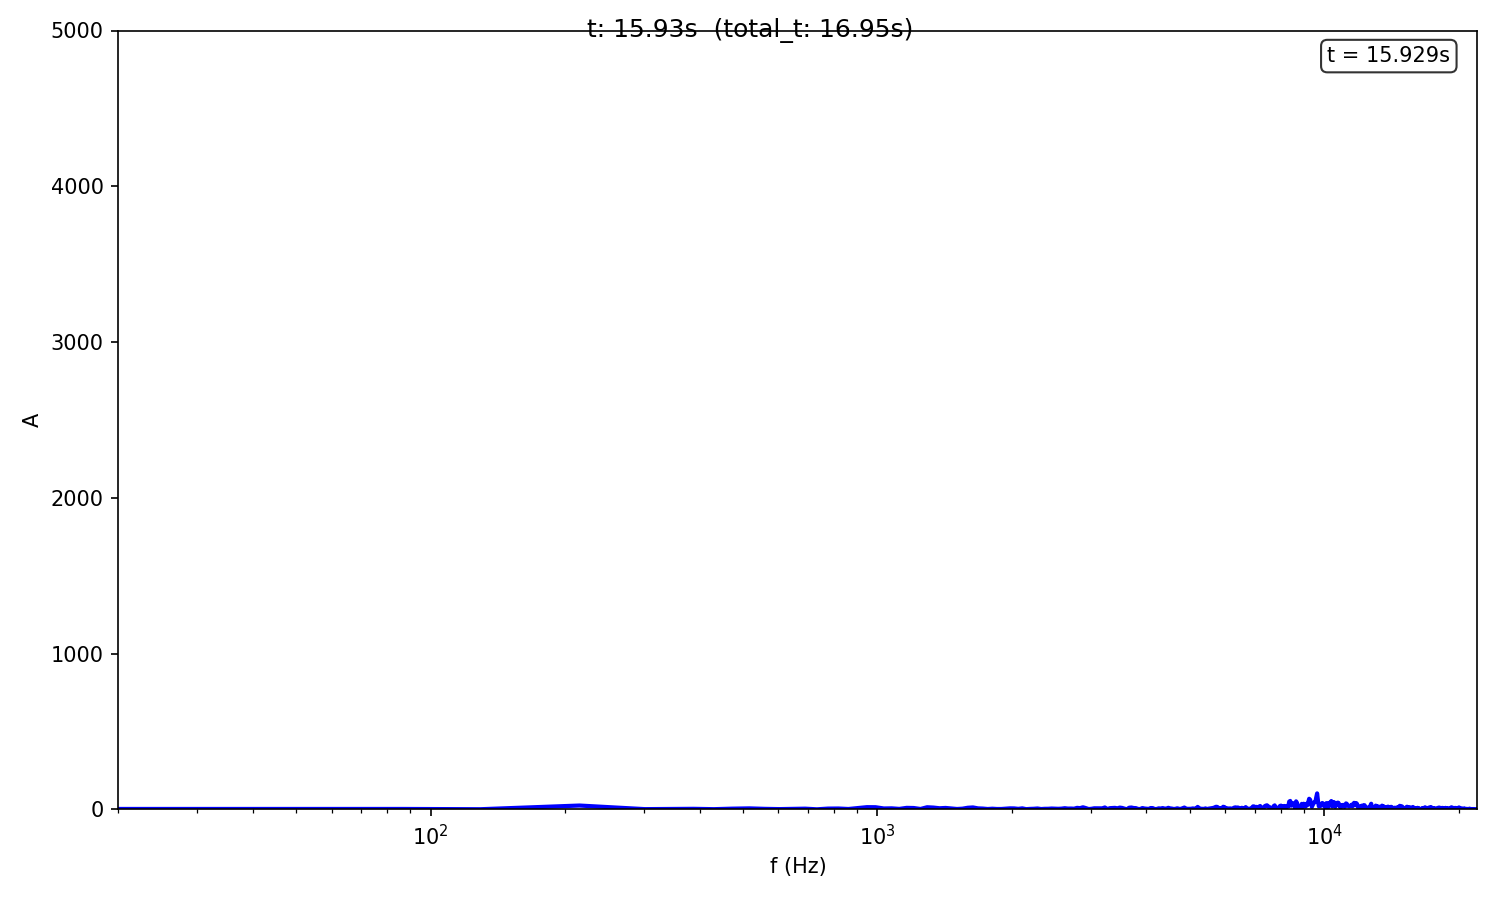 t: 15.93s (total_t: 16.95s)
t = 15.929s
5000
4000
3000
2000
1000
0
A
10²
10³
10⁴
f (Hz)